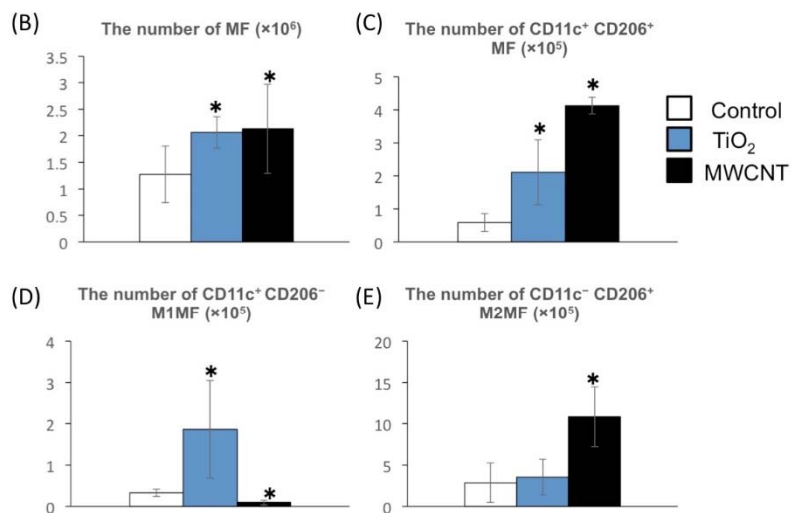 (B)
The number of MF (×10⁶)
3.5
3
2.5
2
1.5
1
0.5
0
*
*
(C)
The number of CD11c⁺ CD206⁺
MF (×10⁵)
5
4
3
2
1
0
*
*
Control
TiO₂
MWCNT
(D)
The number of CD11c⁺ CD206⁻
M1MF (×10⁵)
4
3
2
1
0
*
*
(E)
The number of CD11c⁻ CD206⁺
M2MF (×10⁵)
20
15
10
5
0
*